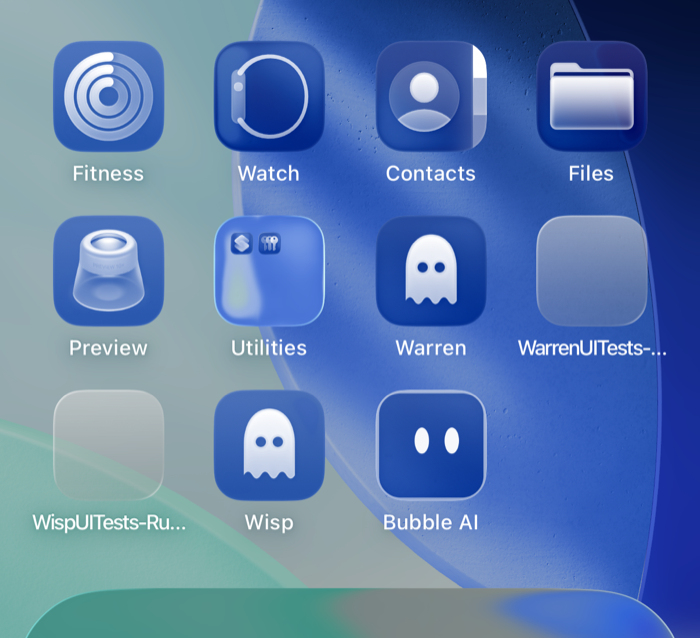 Fitness
Watch
Contacts
Files
Preview
Utilities
Warren
WarrenUITests-...
WispUITests-Ru...
Wisp
Bubble AI